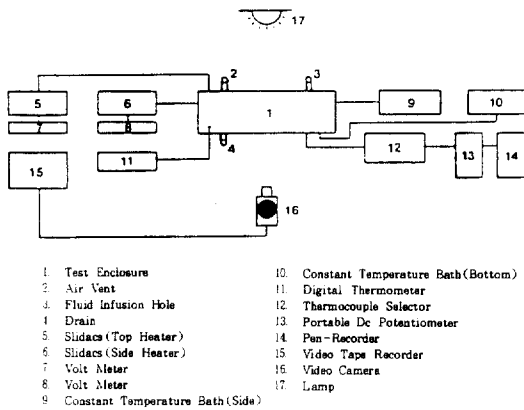 17
2
3
5
6
1
9
10
7
8
4
11
12
13
14
15
16
1. Test Enclosure
2. Air Vent
3. Fluid Infusion Hole
4 Drain
5. Slidacs (Top Heater)
6. Slidacs (Side Heater)
7 Volt Meter
8. Volt Meter
9 Constant Temperature Bath (Side)
10. Constant Temperature Bath (Bottom)
11. Digital Thermometer
12. Thermocouple Selector
13. Portable Dc Potentiometer
14. Pen-Recorder
15. Video Tape Recorder
16. Video Camera
17. Lamp